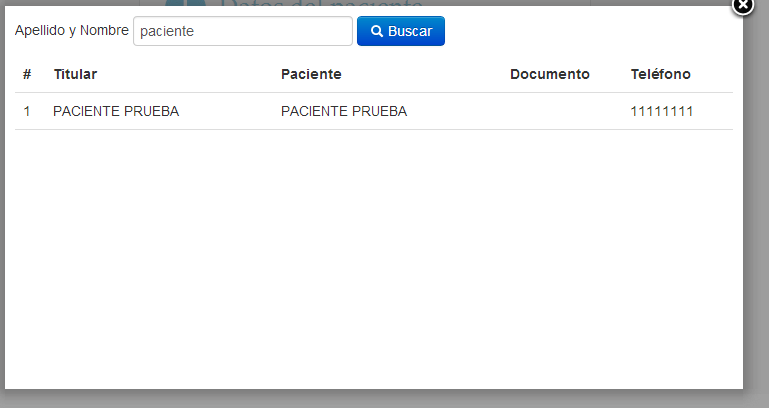 Datos del paciente
Apellido y Nombre paciente Buscar
# Titular Paciente Documento Teléfono
1 PACIENTE PRUEBA PACIENTE PRUEBA 11111111